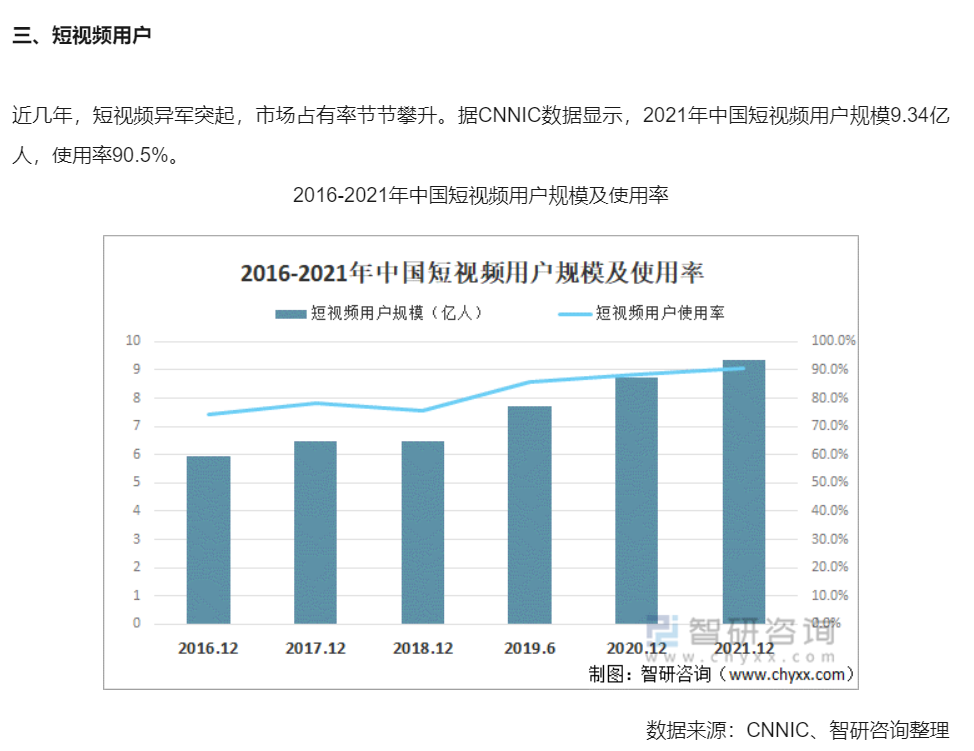 三、短视频用户
近几年，短视频异军突起，市场占有率节节攀升。据CNNIC数据显示，2021年中国短视频用户规模9.34亿
人，使用率90.5%。
2016-2021年中国短视频用户规模及使用率
2016-2021年中国短视频用户规模及使用率
短视频用户规模（亿人） 短视频用户使用率
10 100.0%
9 90.0%
8 80.0%
7 70.0%
6 60.0%
5 50.0%
4 40.0%
3 30.0%
2 20.0%
1 10.0%
0 0.0%
智研咨询
2016.12 2017.12 2018.12 2019.6 2020.12 2021.12
www.chyxx.com
制图：智研咨询（www.chyxx.com）
数据来源：CNNIC、智研咨询整理